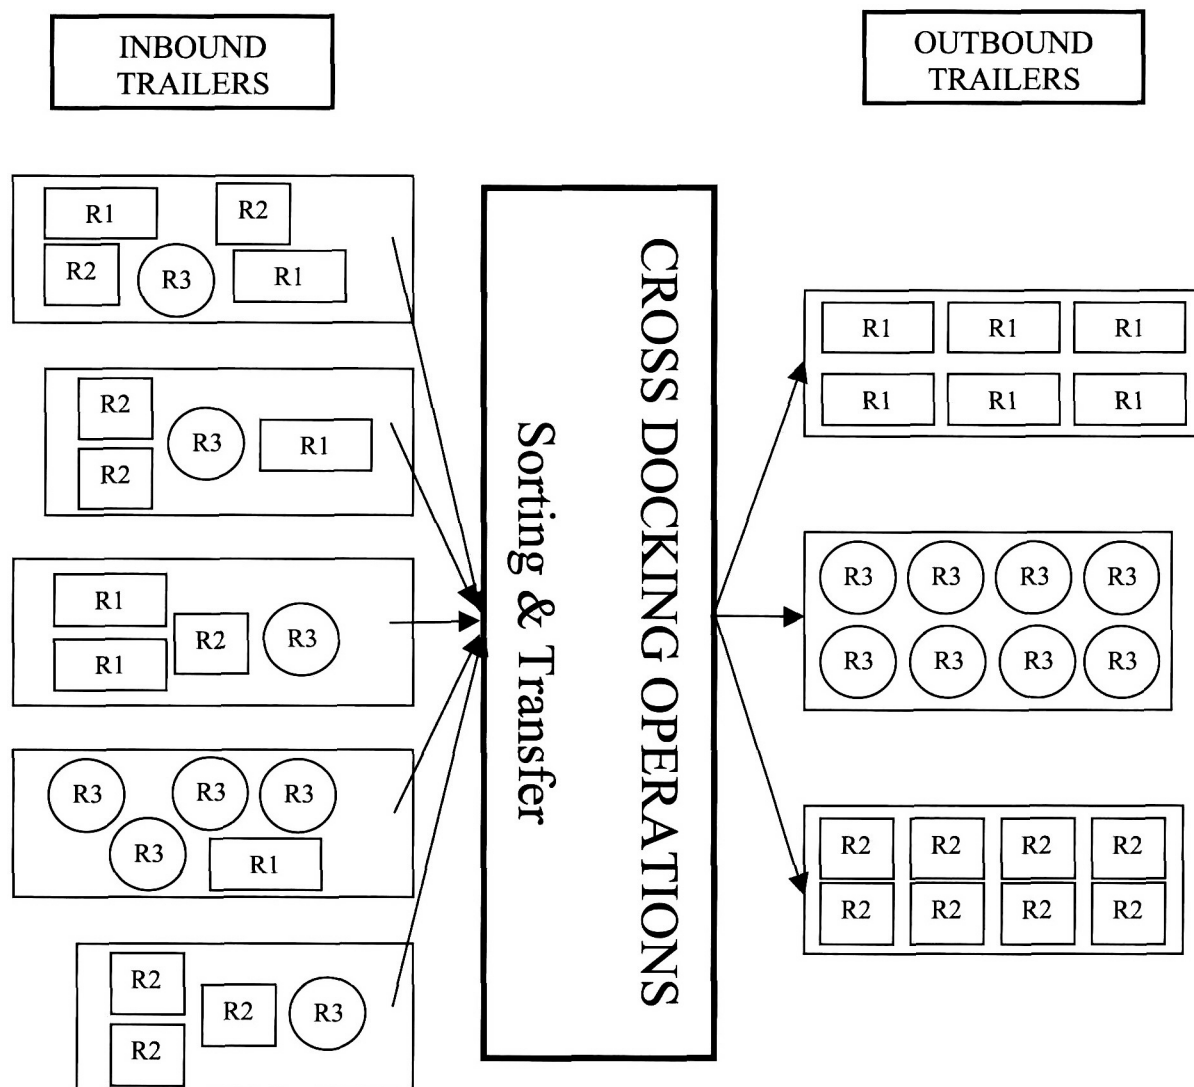 INBOUND
TRAILERS
OUTBOUND
TRAILERS
R1
R2
R2
R3
R1
R2
R2
R3
R1
R1
R1
R2
R3
R3
R3
R3
R3
R1
R2
R2
R2
R3
CROSS DOCKING OPERATIONS
Sorting & Transfer
R1 R1 R1
R1 R1 R1
R3 R3 R3 R3
R3 R3 R3 R3
R2 R2 R2 R2
R2 R2 R2 R2